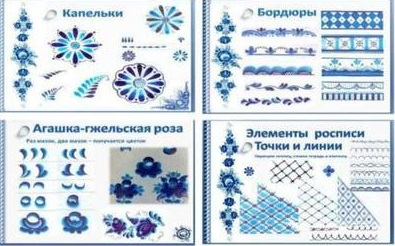 Капельки
Бордюры
Агашка-гжельская роза
Раз мазок, два мазок – получается цветок
Элементы росписи
Точки и линии